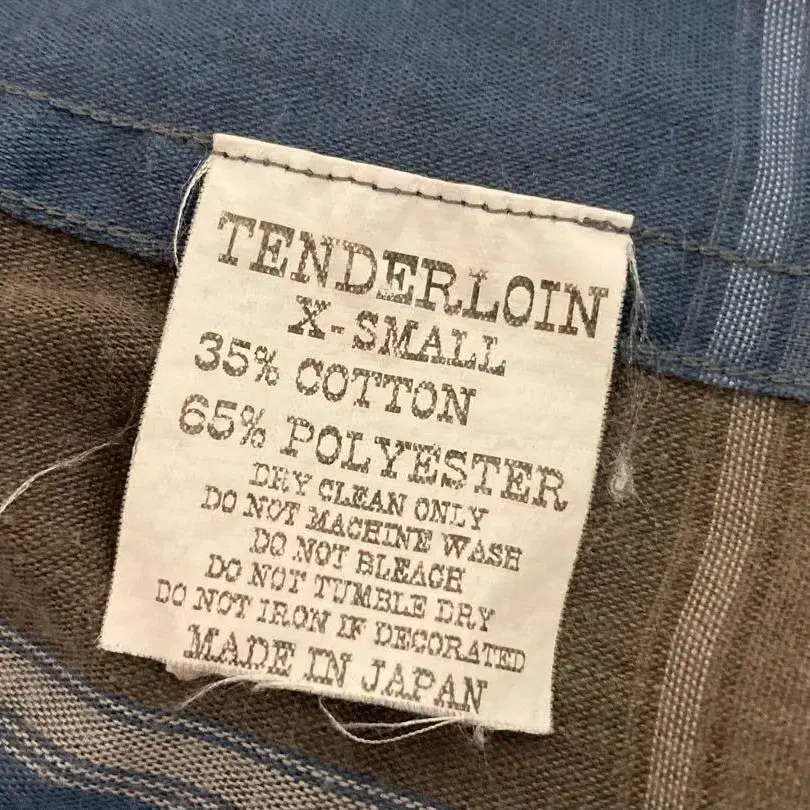 TENDERLOIN
X-SMALL
35% COTTON
65% POLYESTER
DRY CLEAN ONLY
DO NOT MACHINE WASH
DO NOT BLEACH
DO NOT TUMBLE DRY
DO NOT IRON IF DECORATED
MADE IN JAPAN